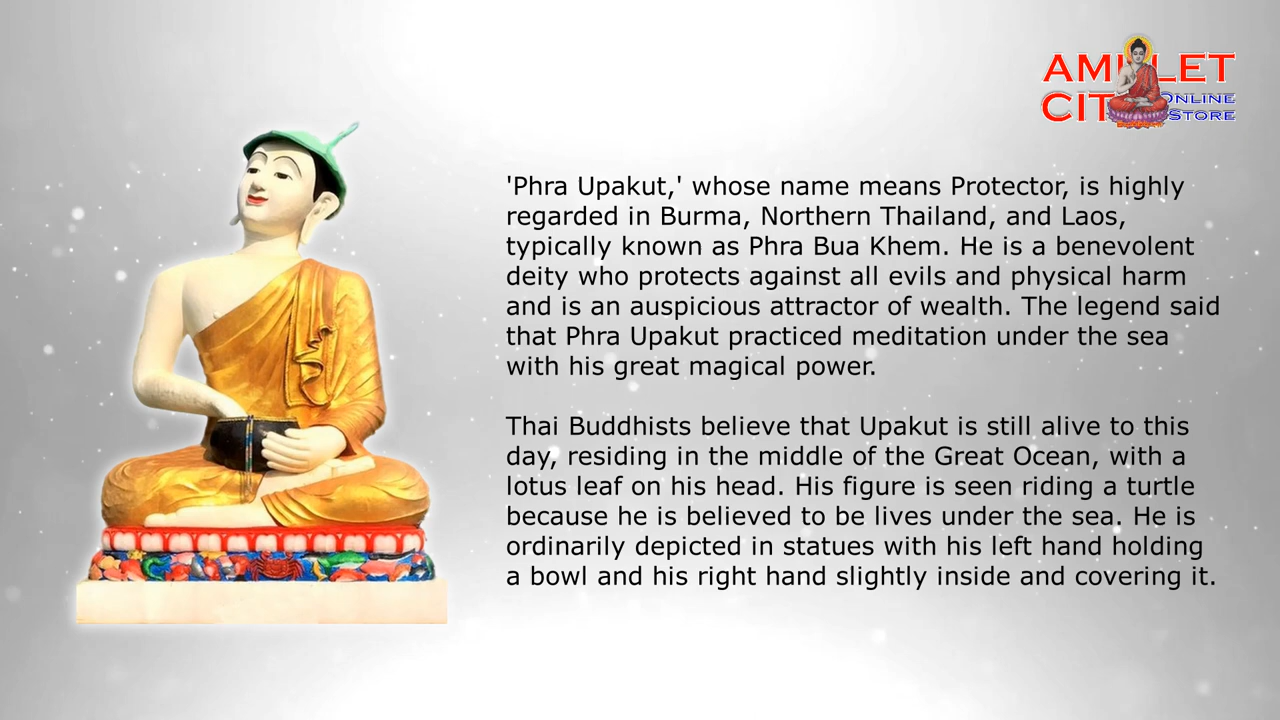 AMULET
CITY ONLINE
STORE
'Phra Upakut,' whose name means Protector, is highly
regarded in Burma, Northern Thailand, and Laos,
typically known as Phra Bua Khem. He is a benevolent
deity who protects against all evils and physical harm
and is an auspicious attractor of wealth. The legend said
that Phra Upakut practiced meditation under the sea
with his great magical power.
Thai Buddhists believe that Upakut is still alive to this
day, residing in the middle of the Great Ocean, with a
lotus leaf on his head. His figure is seen riding a turtle
because he is believed to be lives under the sea. He is
ordinarily depicted in statues with his left hand holding
a bowl and his right hand slightly inside and covering it.